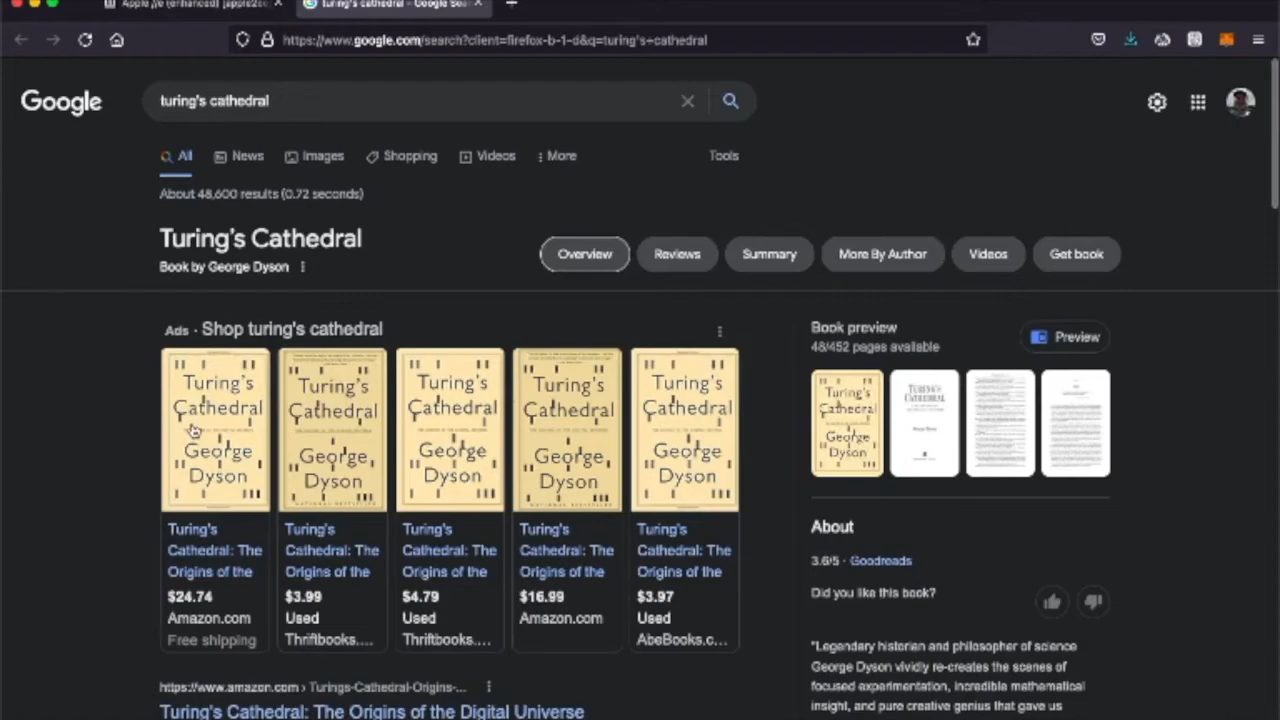 Apple //e (enhanced) [apple2e
turing's cathedral - Google Sea
https://www.google.com/search?client=firefox-b-1-d&q=turing's+cathedral
Google
turing's cathedral
All
News
Images
Shopping
Videos
More
Tools
About 48,600 results (0.72 seconds)
Turing's Cathedral
Book by George Dyson
Overview
Reviews
Summary
More By Author
Videos
Get book
Ads · Shop turing's cathedral
Turing's
Cathedral
George
Dyson
Turing's
Cathedral
George
Dyson
Turing's
Cathedral
George
Dyson
Turing's
Cathedral
George
Dyson
Turing's
Cathedral
George
Dyson
Turing's
Cathedral: The
Origins of the
$24.74
Amazon.com
Free shipping
Turing's
Cathedral: The
Origins of the
$3.99
Used
Thriftbooks....
Turing's
Cathedral: The
Origins of the
$4.79
Used
Thriftbooks....
Turing's
Cathedral: The
Origins of the
$16.99
Amazon.com
Turing's
Cathedral: The
Origins of the
$3.97
Used
AbeBooks.c...
https://www.amazon.com › Turings-Cathedral-Origins-...
Turing's Cathedral: The Origins of the Digital Universe
Book preview
48/452 pages available
Preview
Turing's
Cathedral
George
Dyson
TURING'S
CATHEDRAL
About
3.6/5 · Goodreads
Did you like this book?
"Legendary historian and philosopher of science
George Dyson vividly re-creates the scenes of
focused experimentation, incredible mathematical
insight, and pure creative genius that gave us